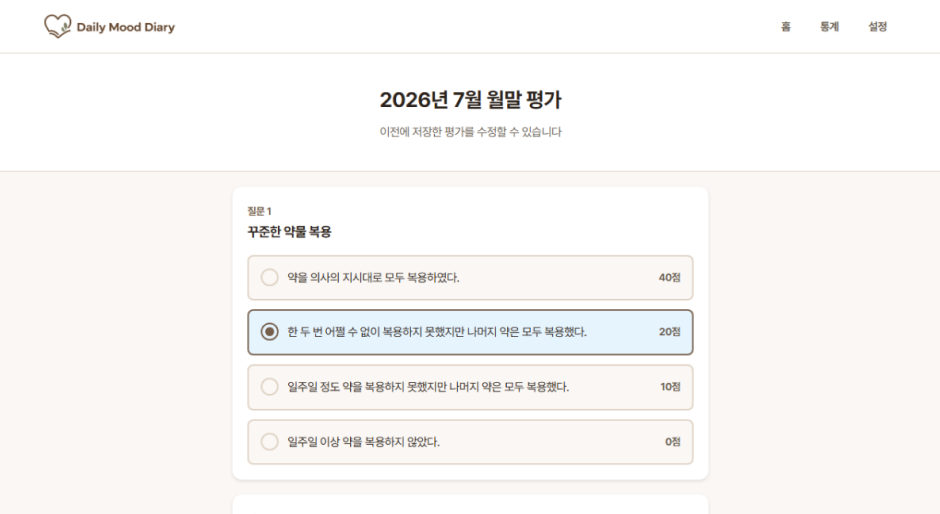 Daily Mood Diary
홈 통계 설정
2026년 7월 월말 평가
이전에 저장한 평가를 수정할 수 있습니다
질문 1
꾸준한 약물 복용
약을 의사의 지시대로 모두 복용하였다. 40점
한 두 번 어쩔 수 없이 복용하지 못했지만 나머지 약은 모두 복용했다. 20점
일주일 정도 약을 복용하지 못했지만 나머지 약은 모두 복용했다. 10점
일주일 이상 약을 복용하지 않았다. 0점